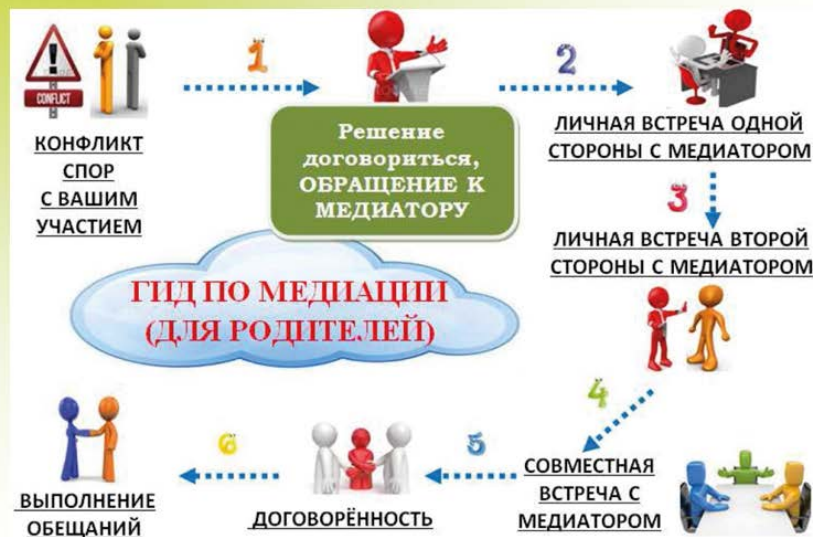 CONFLICT
КОНФЛИКТ
СПОР
С ВАШИМ
УЧАСТИЕМ
1
Решение
договориться,
ОБРАЩЕНИЕ К
МЕДИАТОРУ
2
ЛИЧНАЯ ВСТРЕЧА ОДНОЙ
СТОРОНЫ С МЕДИАТОРОМ
3
ЛИЧНАЯ ВСТРЕЧА ВТОРОЙ
СТОРОНЫ С МЕДИАТОРОМ
ГИД ПО МЕДИАЦИИ
(ДЛЯ РОДИТЕЛЕЙ)
4
СОВМЕСТНАЯ
ВСТРЕЧА С
МЕДИАТОРОМ
5
ДОГОВОРЁННОСТЬ
6
ВЫПОЛНЕНИЕ
ОБЕЩАНИЙ